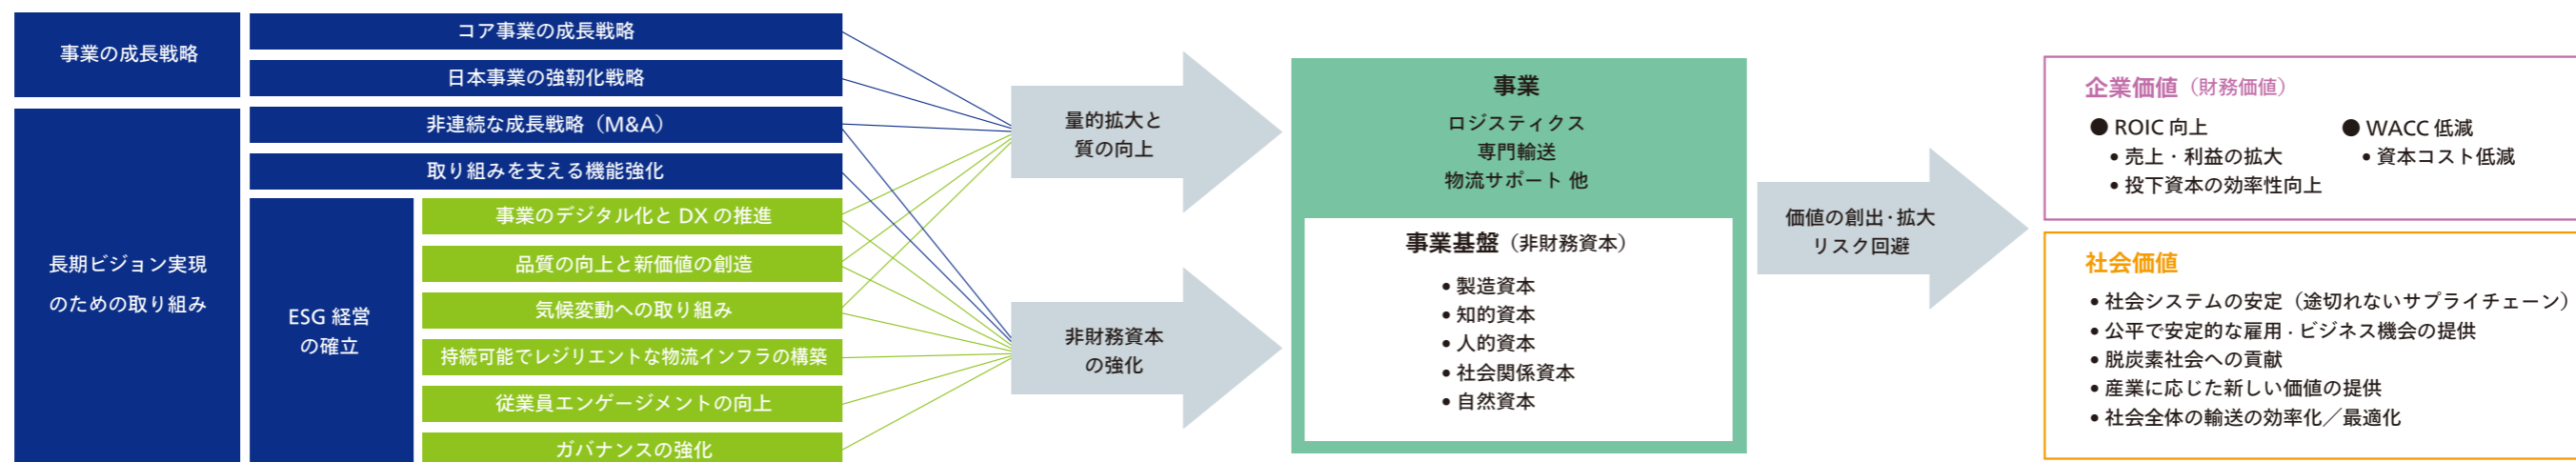 事業の成長戦略
コア事業の成長戦略
日本事業の強靭化戦略
長期ビジョン実現
のための取り組み
非連続な成長戦略（M&A）
取り組みを支える機能強化
ESG 経営
の確立
事業のデジタル化と DX の推進
品質の向上と新価値の創造
気候変動への取り組み
持続可能でレジリエントな物流インフラの構築
従業員エンゲージメントの向上
ガバナンスの強化
量的拡大と
質の向上
非財務資本
の強化
事業
ロジスティクス
専門輸送
物流サポート 他
事業基盤（非財務資本）
• 製造資本
• 知的資本
• 人的資本
• 社会関係資本
• 自然資本
価値の創出・拡大
リスク回避
企業価値（財務価値）
● ROIC 向上
• 売上・利益の拡大
• 投下資本の効率性向上
● WACC 低減
• 資本コスト低減
社会価値
• 社会システムの安定（途切れないサプライチェーン）
• 公平で安定的な雇用・ビジネス機会の提供
• 脱炭素社会への貢献
• 産業に応じた新しい価値の提供
• 社会全体の輸送の効率化／最適化